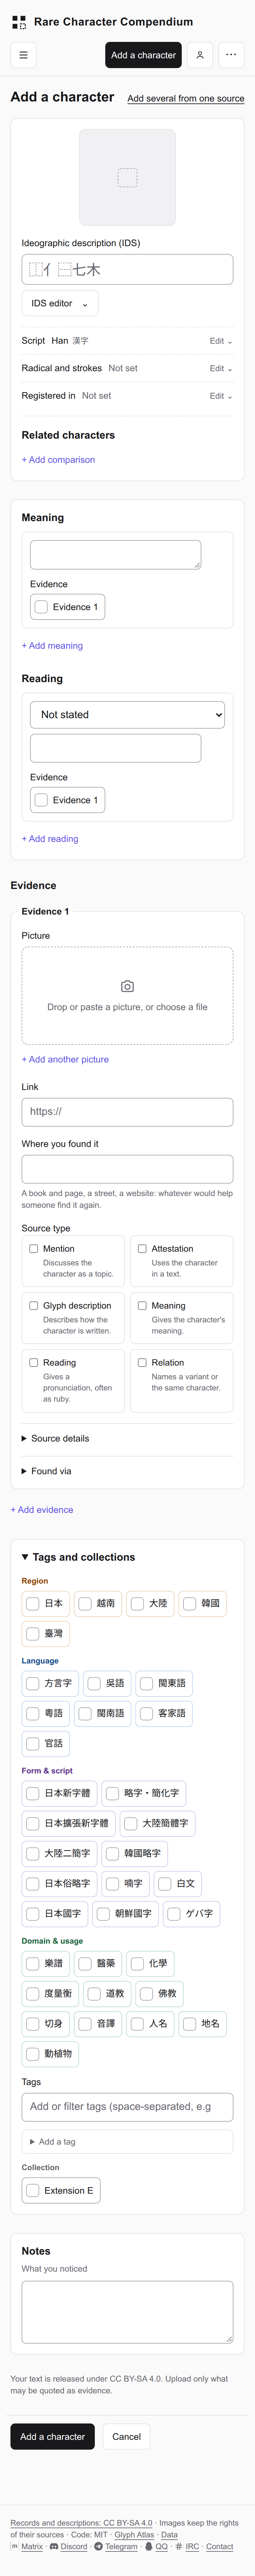 Rare Character Compendium
Add a character
Add a character
Add several from one source
Ideographic description (IDS)
⿰亻⿱七木
IDS editor
Script Han 漢字 Edit
Radical and strokes Not set Edit
Registered in Not set Edit
Related characters
+ Add comparison
Meaning
Evidence
Evidence 1
+ Add meaning
Reading
Not stated
Evidence
Evidence 1
+ Add reading
Evidence
Evidence 1
Picture
Drop or paste a picture, or choose a file
+ Add another picture
Link
https://
Where you found it
A book and page, a street, a website: whatever would help
someone find it again.
Source type
Mention
Discusses the
character as a topic.
Attestation
Uses the character
in a text.
Glyph description
Describes how the
character is written.
Meaning
Gives the character's
meaning.
Reading
Gives a
pronunciation, often
as ruby.
Relation
Names a variant or
the same character.
Source details
Found via
+ Add evidence
Tags and collections
Region
日本 越南 大陸 韓國
臺灣
Language
方言字 吳語 閩東語
粵語 閩南語 客家語
官話
Form & script
日本新字體 略字・簡化字
日本擴張新字體 大陸簡體字
大陸二簡字 韓國略字
日本俗略字 喃字 白文
日本國字 朝鮮國字 ゲバ字
Domain & usage
樂譜 醫藥 化學
度量衡 道教 佛教
切身 音譯 人名 地名
動植物
Tags
Add or filter tags (space-separated, e.g
Add a tag
Collection
Extension E
Notes
What you noticed
Your text is released under CC BY-SA 4.0. Upload only what
may be quoted as evidence.
Add a character Cancel
Records and descriptions: CC BY-SA 4.0 · Images keep the rights
of their sources · Code: MIT · Glyph Atlas · Data
Matrix · Discord · Telegram · QQ · IRC · Contact